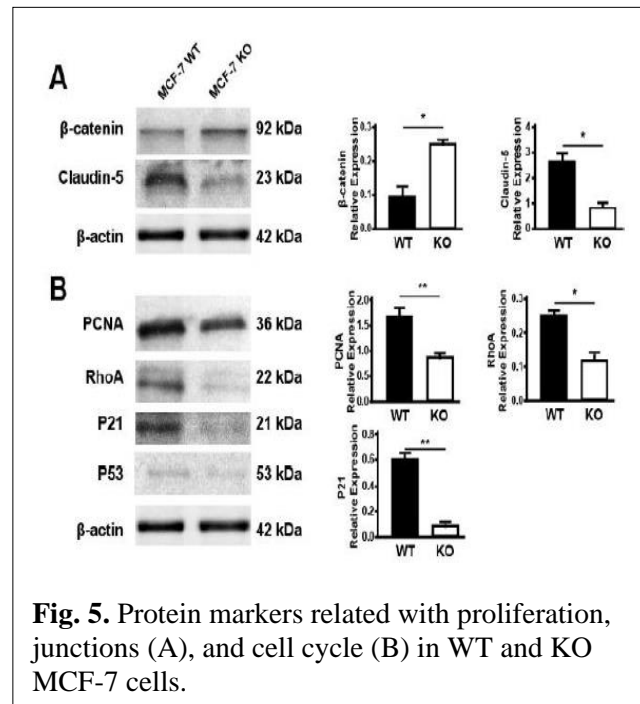 A
MCF-7 WT
MCF-7 KO
β-catenin 92 kDa
Claudin-5 23 kDa
β-actin 42 kDa
β-catenin
Relative Expression
0.3
0.2
0.1
0.0
*
WT KO
Claudin-5
Relative Expression
4
3
2
1
0
*
WT KO
B
PCNA 36 kDa
RhoA 22 kDa
P21 21 kDa
P53 53 kDa
β-actin 42 kDa
PCNA
Relative Expression
2.0
1.5
1.0
0.5
0.0
**
WT KO
RhoA
Relative Expression
0.3
0.2
0.1
0.0
*
WT KO
P21
Relative Expression
0.8
0.6
0.4
0.2
0.0
**
WT KO
Fig. 5. Protein markers related with proliferation,
junctions (A), and cell cycle (B) in WT and KO
MCF-7 cells.